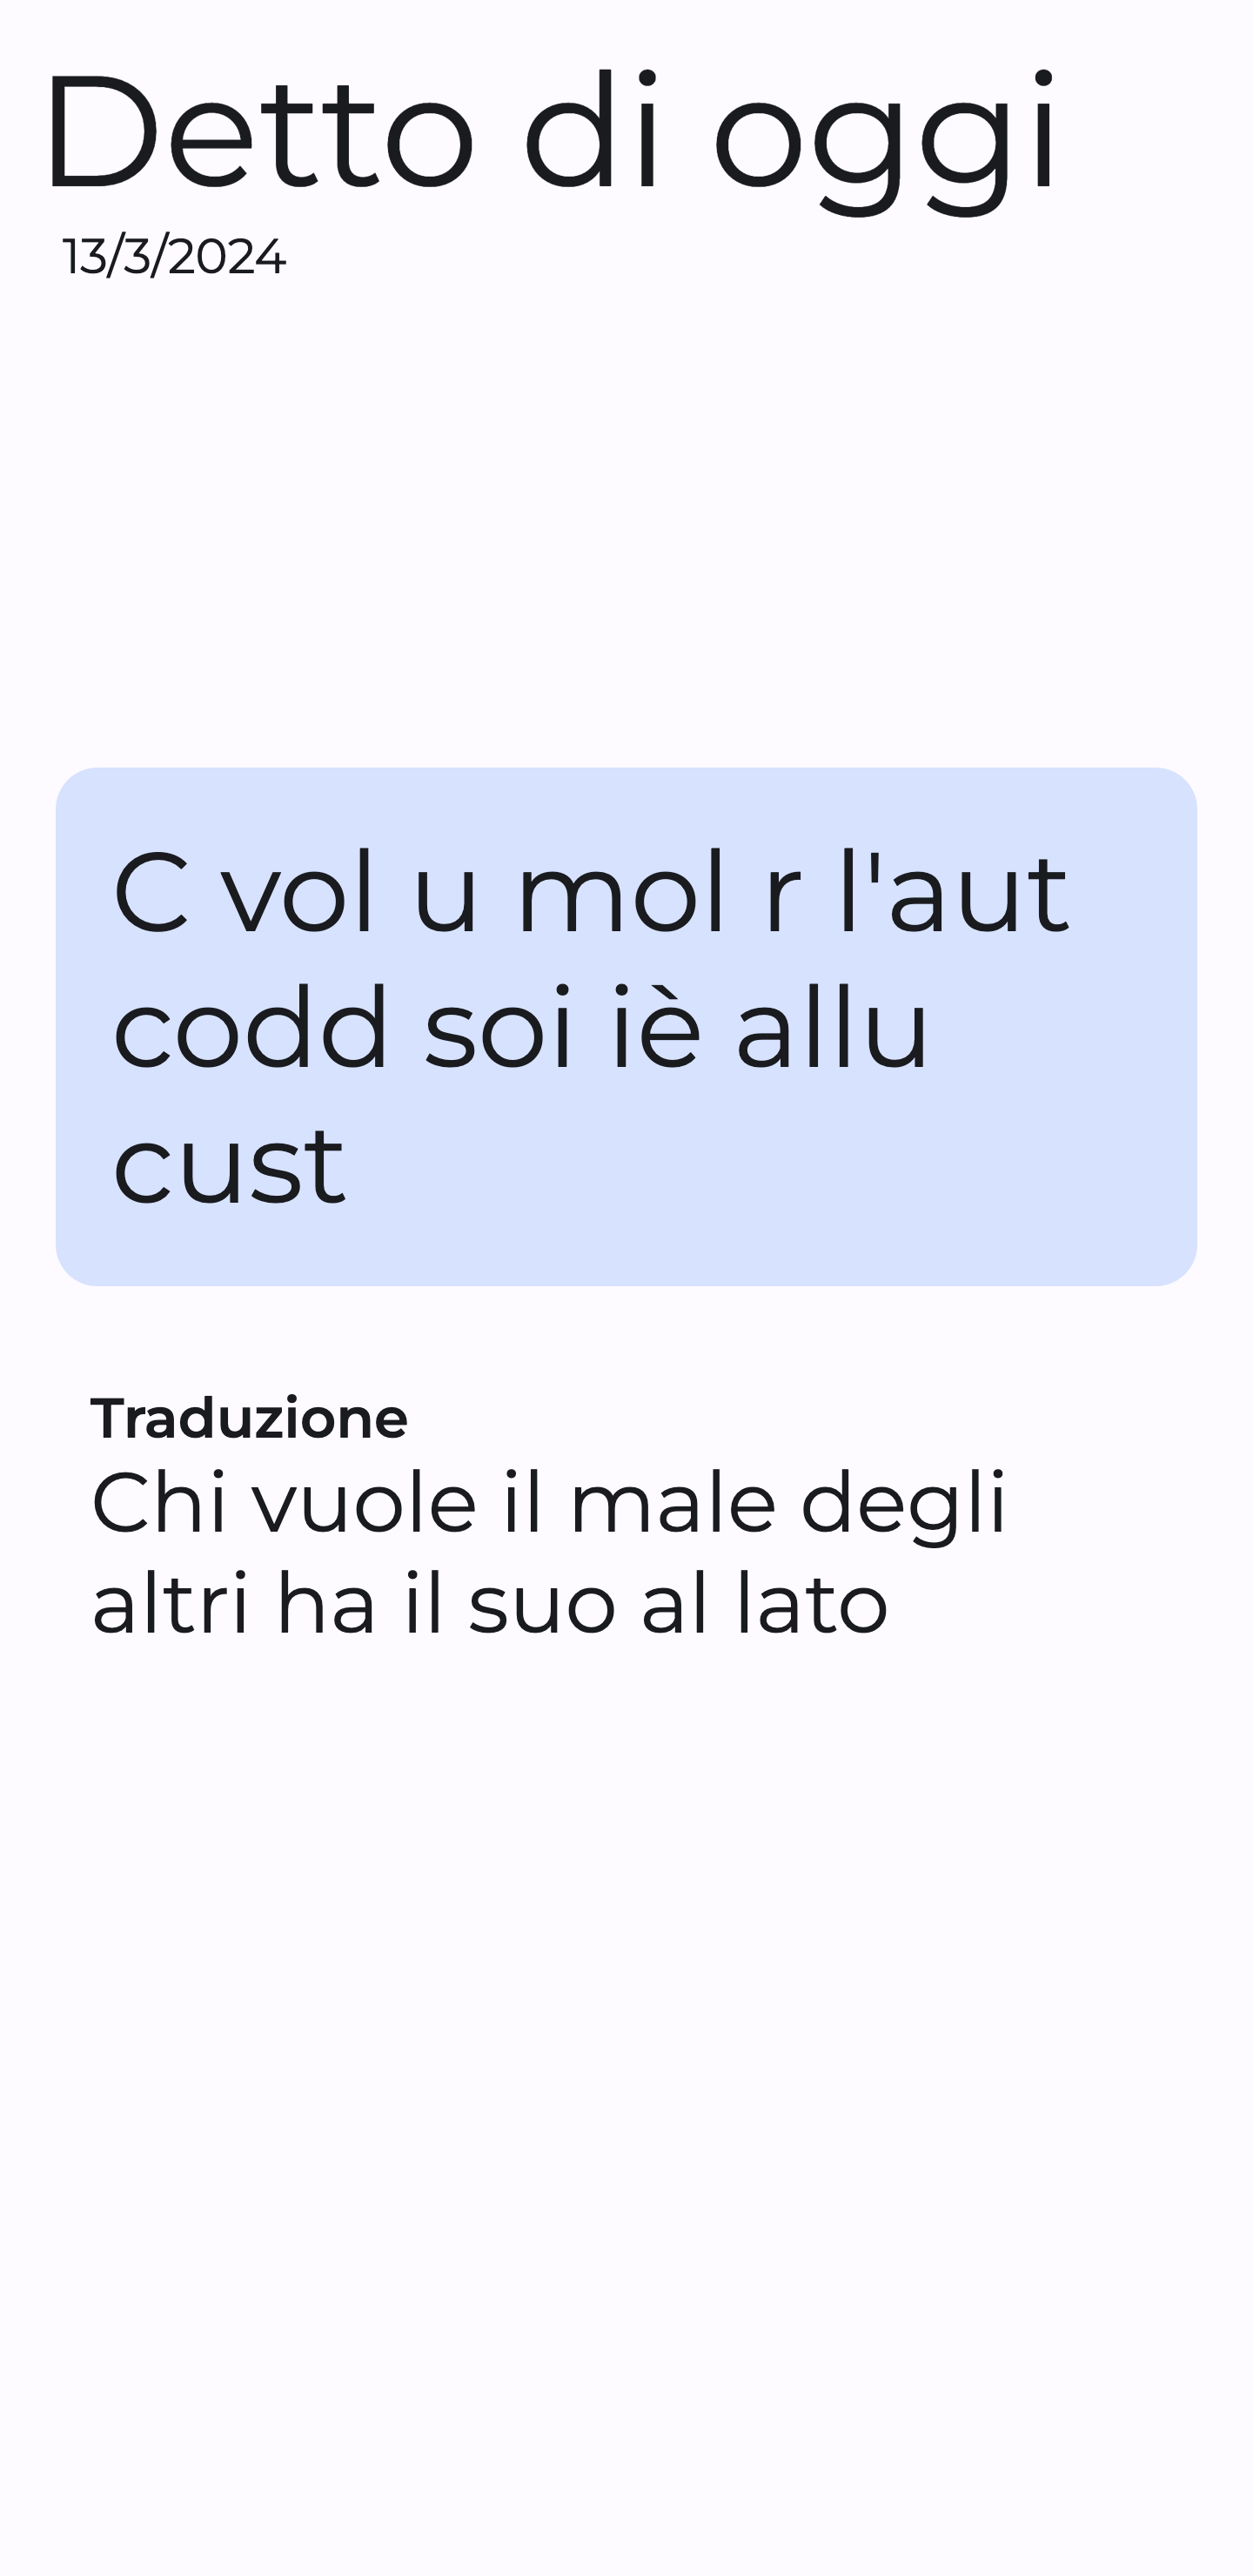 Detto di oggi
13/3/2024
C vol u mol r l'aut
codd soi iè allu
cust
Traduzione
Chi vuole il male degli
altri ha il suo al lato